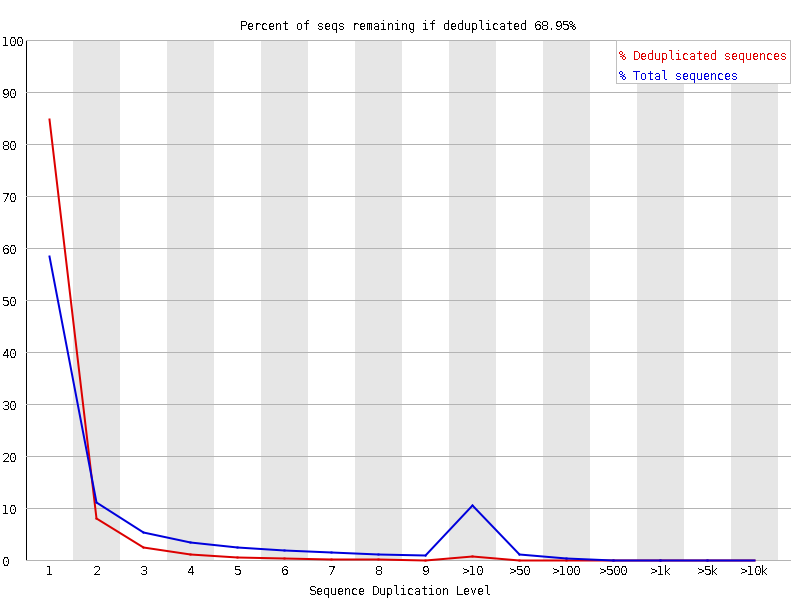 Percent of seqs remaining if deduplicated 68.95%
% Deduplicated sequences
% Total sequences
100
90
80
70
60
50
40
30
20
10
0
1 2 3 4 5 6 7 8 9 >10 >50 >100 >500 >1k >5k >10k
Sequence Duplication Level